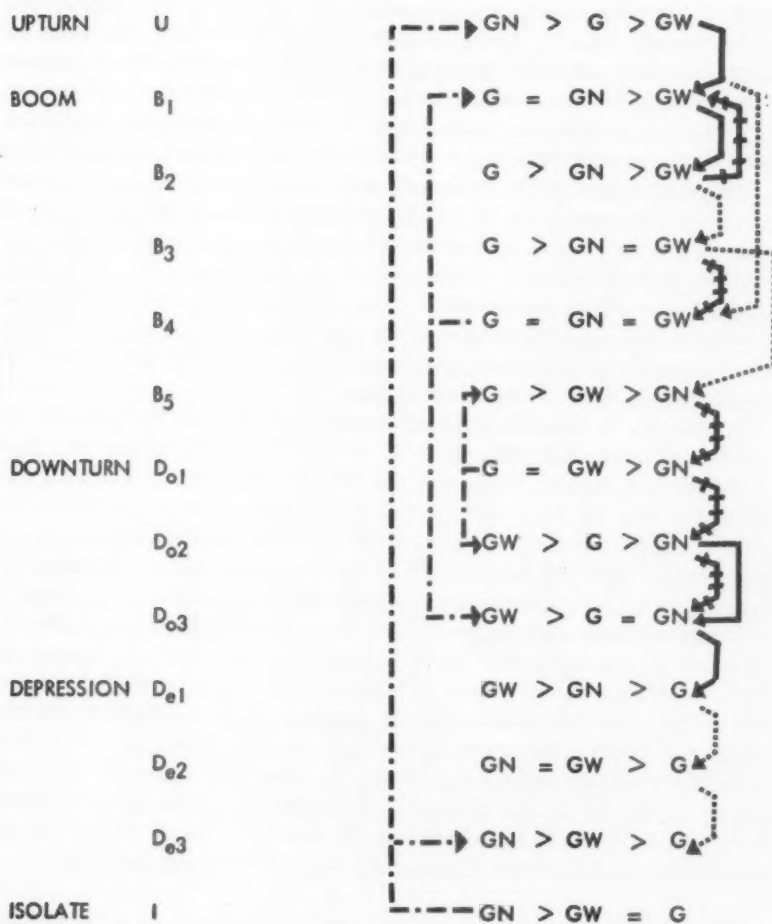 UPTURN U GN > G > GW
BOOM B1 G = GN > GW
B2 G > GN > GW
B3 G > GN = GW
B4 G = GN = GW
B5 G > GW > GN
DOWNTURN Do1 G = GW > GN
Do2 GW > G > GN
Do3 GW > G = GN
DEPRESSION De1 GW > GN > G
De2 GN = GW > G
De3 GN > GW > G
ISOLATE I GN > GW = G